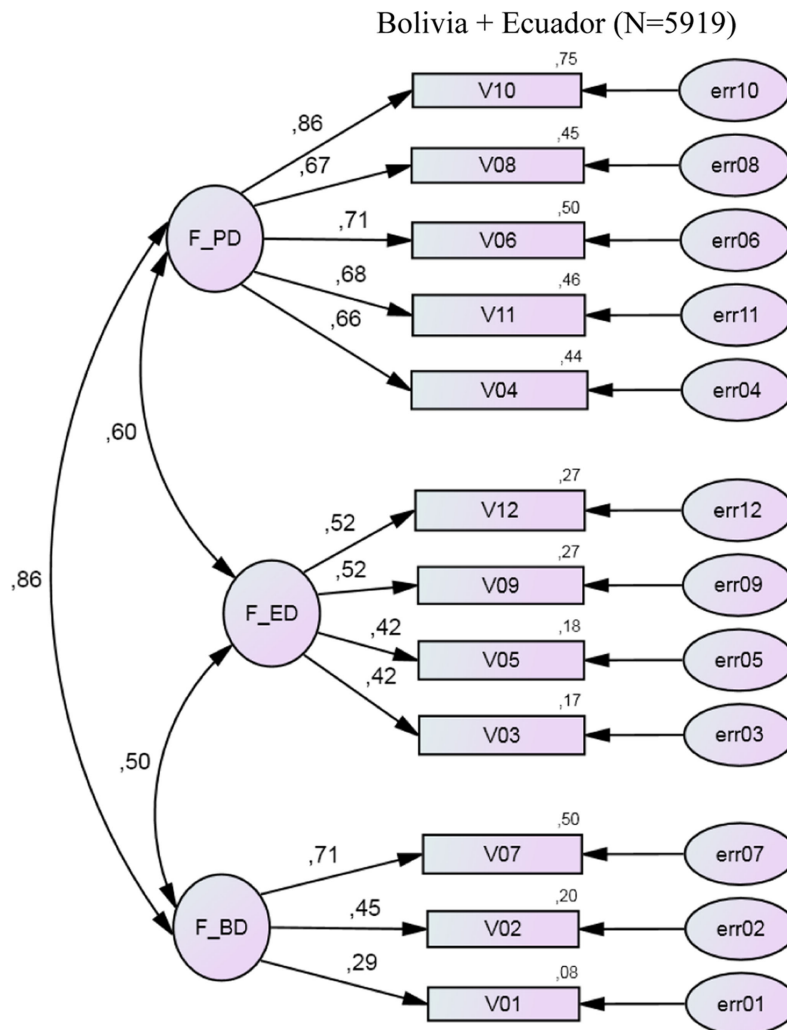 Bolivia + Ecuador (N=5919)
,75
,86
V10
err10
,45
,67
V08
err08
F_PD
,50
,71
V06
err06
,46
,68
V11
err11
,44
,66
V04
err04
,60
,86
,27
,52
V12
err12
,27
,52
V09
err09
F_ED
,18
,42
V05
err05
,17
,42
V03
err03
,50
,50
,71
V07
err07
,20
F_BD
,45
V02
err02
,08
,29
V01
err01